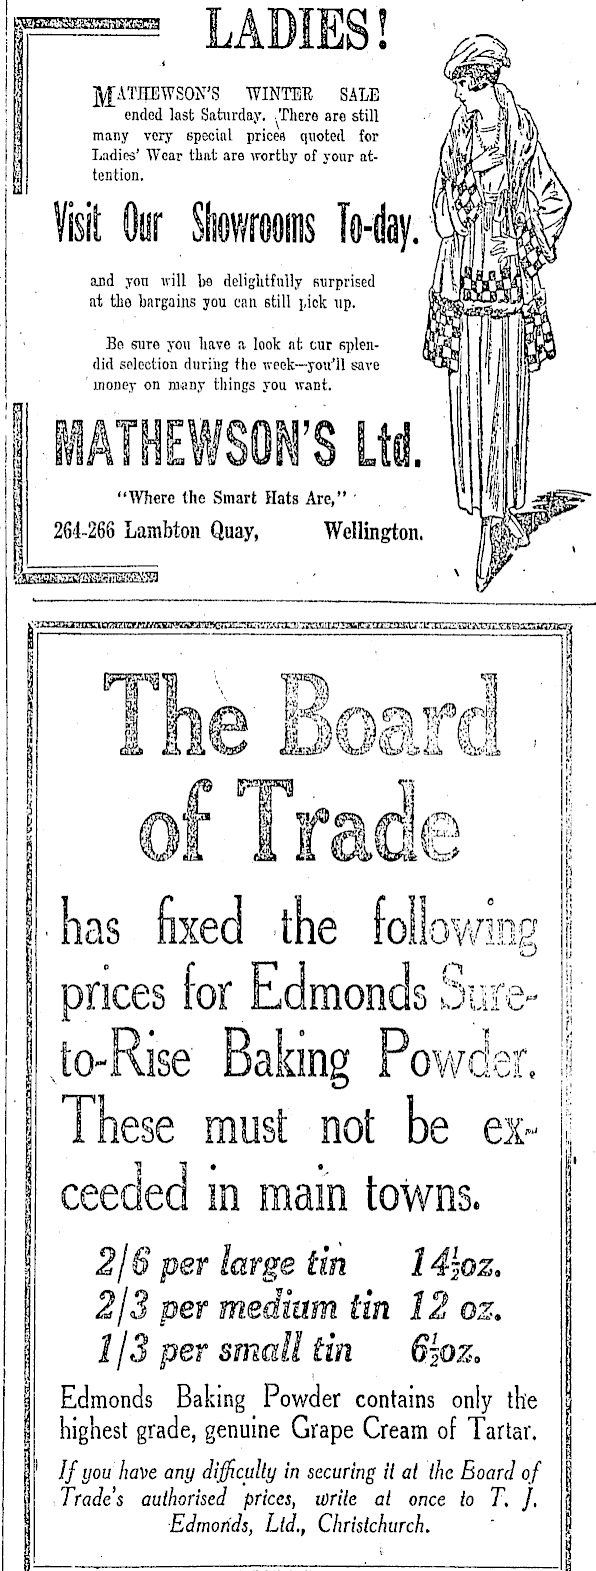 LADIES!
MATHEWSON'S WINTER SALE
ended last Saturday. There are still
many very special prices quoted for
Ladies' Wear that are worthy of your at-
tention.
Visit Our Showrooms To-day.
and you will be delightfully surprised
at the bargains you can still pick up.
Be sure you have a look at our splen-
did selection during the week—you'll save
money on many things you want.
MATHEWSON'S Ltd.
"Where the Smart Hats Are,"
264-266 Lambton Quay, Wellington.
The Board
of Trade
has fixed the following
prices for Edmonds Sure-
to-Rise Baking Powder.
These must not be ex-
ceeded in main towns.
2/6 per large tin 14½oz.
2/3 per medium tin 12 oz.
1/3 per small tin 6½oz.
Edmonds Baking Powder contains only the
highest grade, genuine Grape Cream of Tartar.
If you have any difficulty in securing it at the Board of
Trade's authorised prices, write at once to T. J.
Edmonds, Ltd., Christchurch.